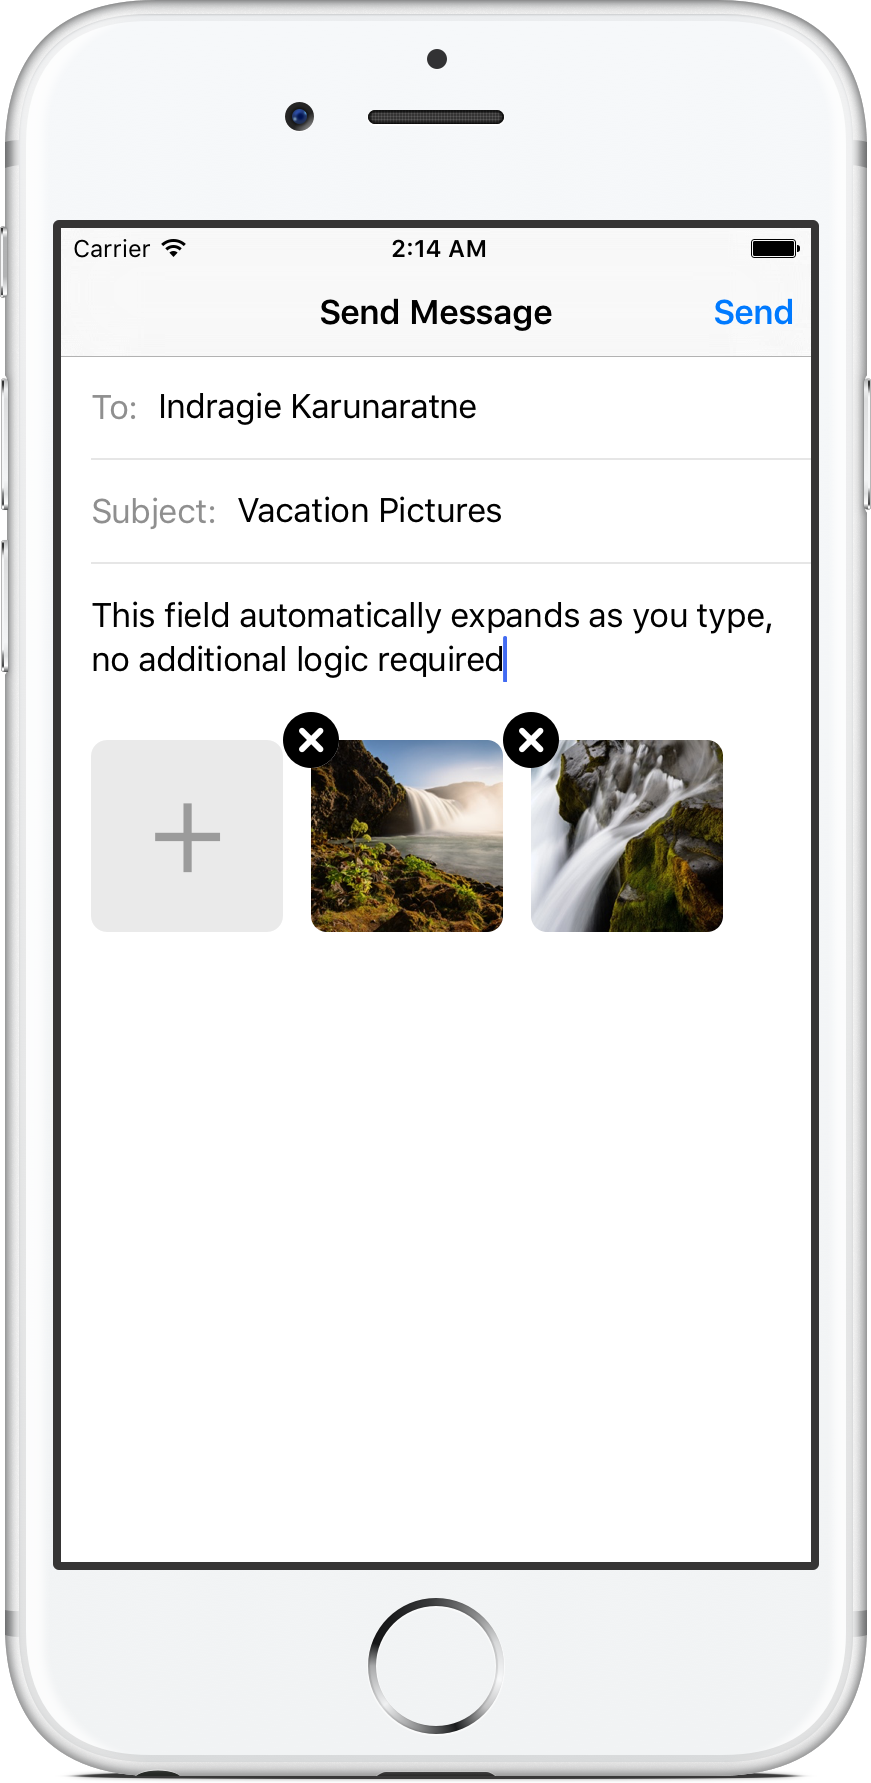 Carrier 2:14 AM
Send Message Send
To: Indragie Karunaratne
Subject: Vacation Pictures
This field automatically expands as you type,
no additional logic required